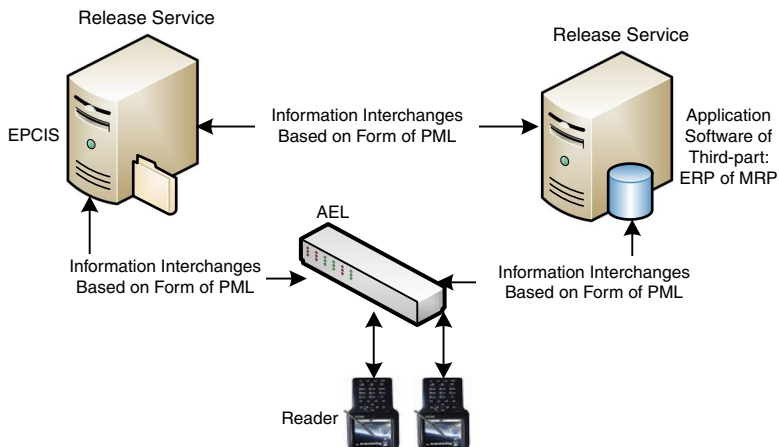 Release Service
Release Service
EPCIS
Information Interchanges
Based on Form of PML
Application
Software of
Third-part:
ERP of MRP
AEL
Information Interchanges
Based on Form of PML
Information Interchanges
Based on Form of PML
Reader